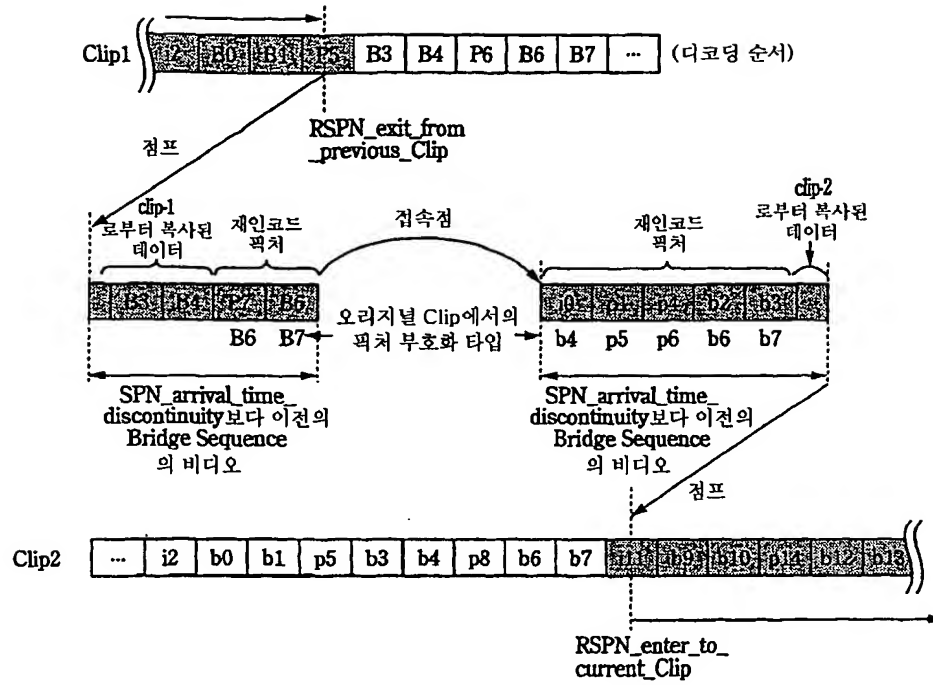 Clip1 i2 B0 B1 P5 B3 B4 P6 B6 B7 ... (디코딩 순서)
RSPN_exit_from
_previous_Clip
점프
clip-1
로부터 복사된
데이터
재인코드
픽처
접속점
재인코드
픽처
clip-2
로부터 복사된
데이터
B3 B4 P7 B6
i0 p1 p4 b2 b3
B6 B7
오리지널 Clip에서의
픽처 부호화 타입
b4 p5 p6 b6 b7
SPN_arrival_time_
discontinuity보다 이전의
Bridge Sequence
의 비디오
SPN_arrival_time_
discontinuity보다 이전의
Bridge Sequence
의 비디오
점프
Clip2 ... i2 b0 b1 p5 b3 b4 p8 b6 b7 i11 b9 b10 p14 b12 b13
RSPN_enter_to_
current_Clip